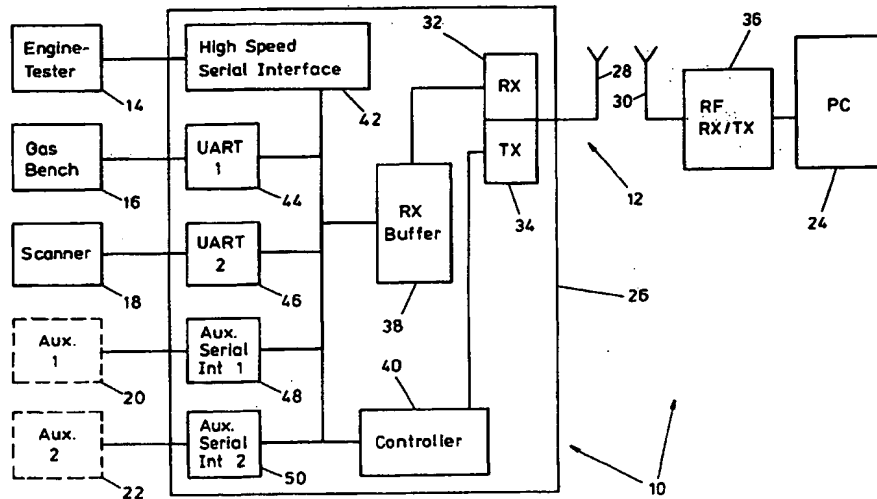 Engine-
Tester
14
High Speed
Serial Interface
42
32
RX
TX
34
28
30
36
RF
RX/TX
PC
24
12
Gas
Bench
16
UART
1
44
RX
Buffer
38
Scanner
18
UART
2
46
26
Aux.
1
20
Aux.
Serial
Int 1
48
40
Controller
Aux.
2
22
Aux.
Serial
Int 2
50
10